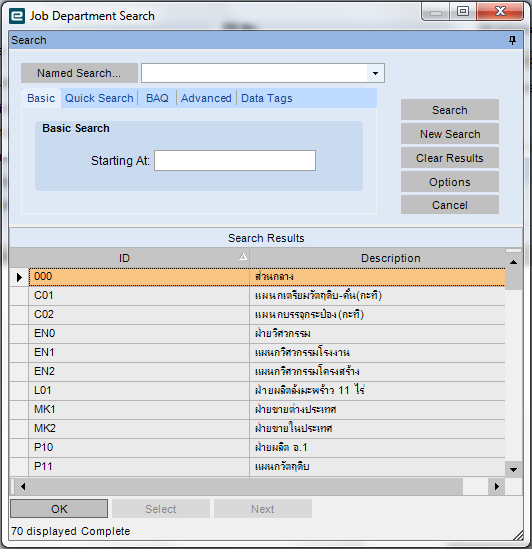 Job Department Search
Search
Named Search...
Basic Quick Search BAQ Advanced Data Tags
Basic Search
Starting At:
Search
New Search
Clear Results
Options
Cancel
Search Results
ID Description
000 ส่วนกลาง
C01 แผนกเตรียมวัตถุดิบ-คั้น(กะทิ)
C02 แผนกบรรจุกระป๋อง(กะทิ)
EN0 ฝ่ายวิศวกรรม
EN1 แผนกวิศวกรรมโรงงาน
EN2 แผนกวิศวกรรมโครงสร้าง
L01 ฝ่ายผลิตล้งมะพร้าว 11 ไร่
MK1 ฝ่ายขายต่างประเทศ
MK2 ฝ่ายขายในประเทศ
P10 ฝ่ายผลิต อ.1
P11 แผนกวัตถุดิบ
OK Select Next
70 displayed Complete